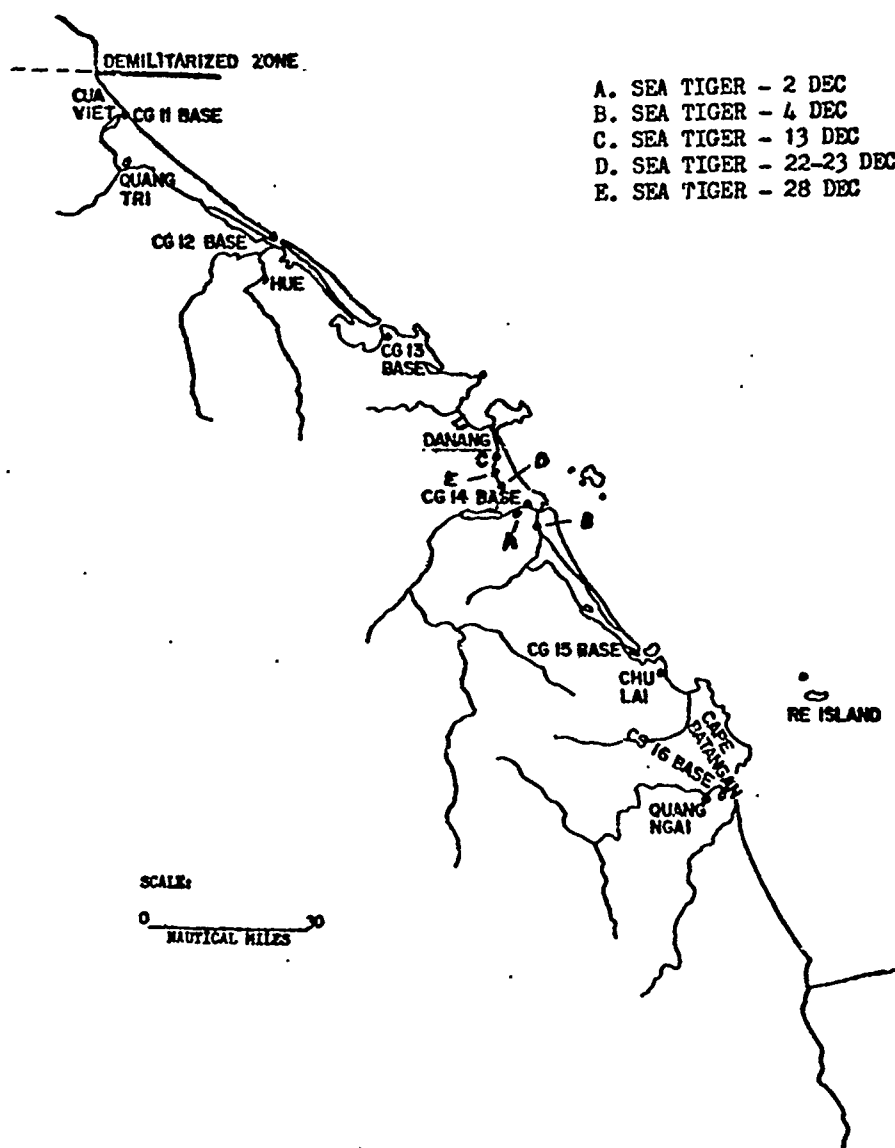 DEMILITARIZED ZONE
A. SEA TIGER - 2 DEC
B. SEA TIGER - 4 DEC
C. SEA TIGER - 13 DEC
D. SEA TIGER - 22-23 DEC
E. SEA TIGER - 28 DEC
CUA
VIET
CG 11 BASE
QUANG
TRI
CG 12 BASE
HUE
CG 13
BASE
DANANG
C
D
E
CG 14 BASE
A
B
CG 15 BASE
CHU
LAI
RE ISLAND
CAPE
BATANGAN
CG 16 BASE
QUANG
NGAI
SCALE:
0 30
NAUTICAL MILES